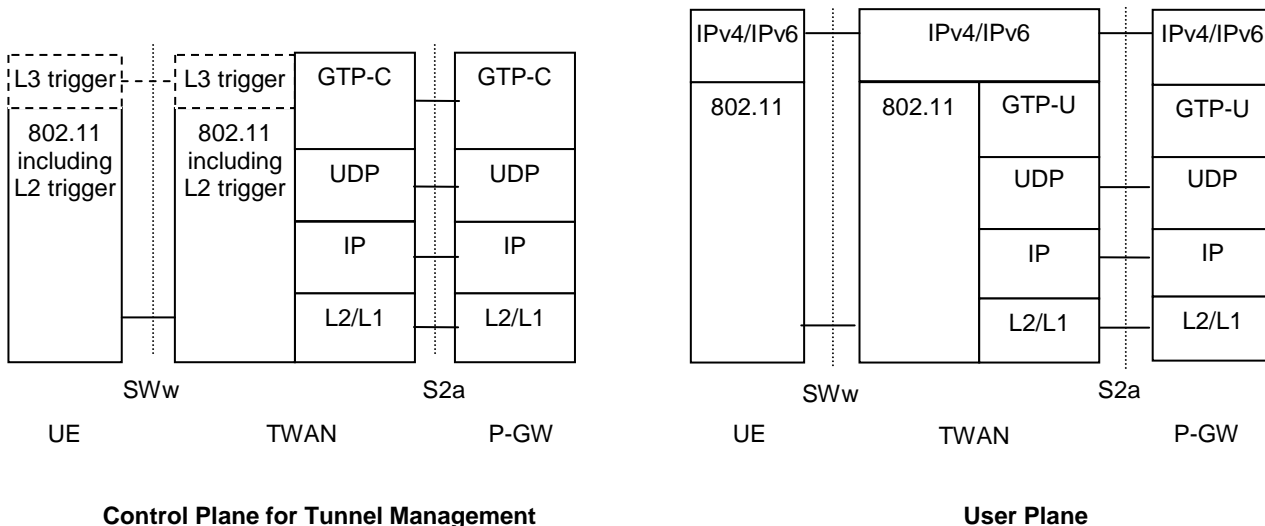 L3 trigger
802.11
including
L2 trigger
L3 trigger
802.11
including
L2 trigger
GTP-C
UDP
IP
L2/L1
GTP-C
UDP
IP
L2/L1
SWw
S2a
UE
TWAN
P-GW
Control Plane for Tunnel Management
IPv4/IPv6
802.11
IPv4/IPv6
802.11
GTP-U
UDP
IP
L2/L1
IPv4/IPv6
GTP-U
UDP
IP
L2/L1
SWw
S2a
UE
TWAN
P-GW
User Plane